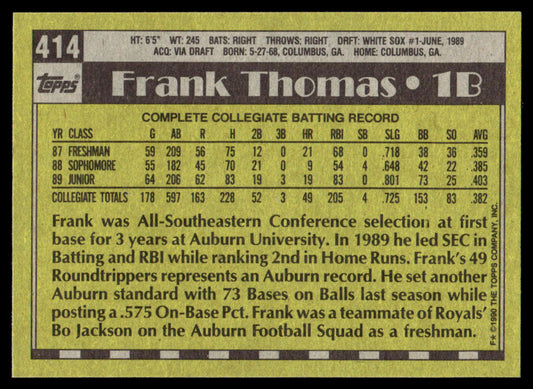 414
HT: 6'5" WT: 245 BATS: RIGHT THROWS: RIGHT DRFT: WHITE SOX #1-JUNE, 1989
ACQ: VIA DRAFT BORN: 5-27-68, COLUMBUS, GA. HOME: COLUMBUS, GA.
Topps® Frank Thomas • 1B
COMPLETE COLLEGIATE BATTING RECORD
YR CLASS G AB R H 2B 3B HR RBI SB SLG BB SO AVG
87 FRESHMAN 59 209 56 75 12 0 21 68 0 .718 38 36 .359
88 SOPHOMORE 55 182 45 70 21 0 9 54 4 .648 42 22 .385
89 JUNIOR 64 206 62 83 19 3 19 83 0 .801 73 25 .403
COLLEGIATE TOTALS 178 597 163 228 52 3 49 205 4 .725 153 83 .382
Frank was All-Southeastern Conference selection at first
base for 3 years at Auburn University. In 1989 he led SEC in
Batting and RBI while ranking 2nd in Home Runs. Frank's 49
Roundtrippers represents an Auburn record. He set another
Auburn standard with 73 Bases on Balls last season while
posting a .575 On-Base Pct. Frank was a teammate of Royals'
Bo Jackson on the Auburn Football Squad as a freshman.
F* ©1990 THE TOPPS COMPANY, INC.